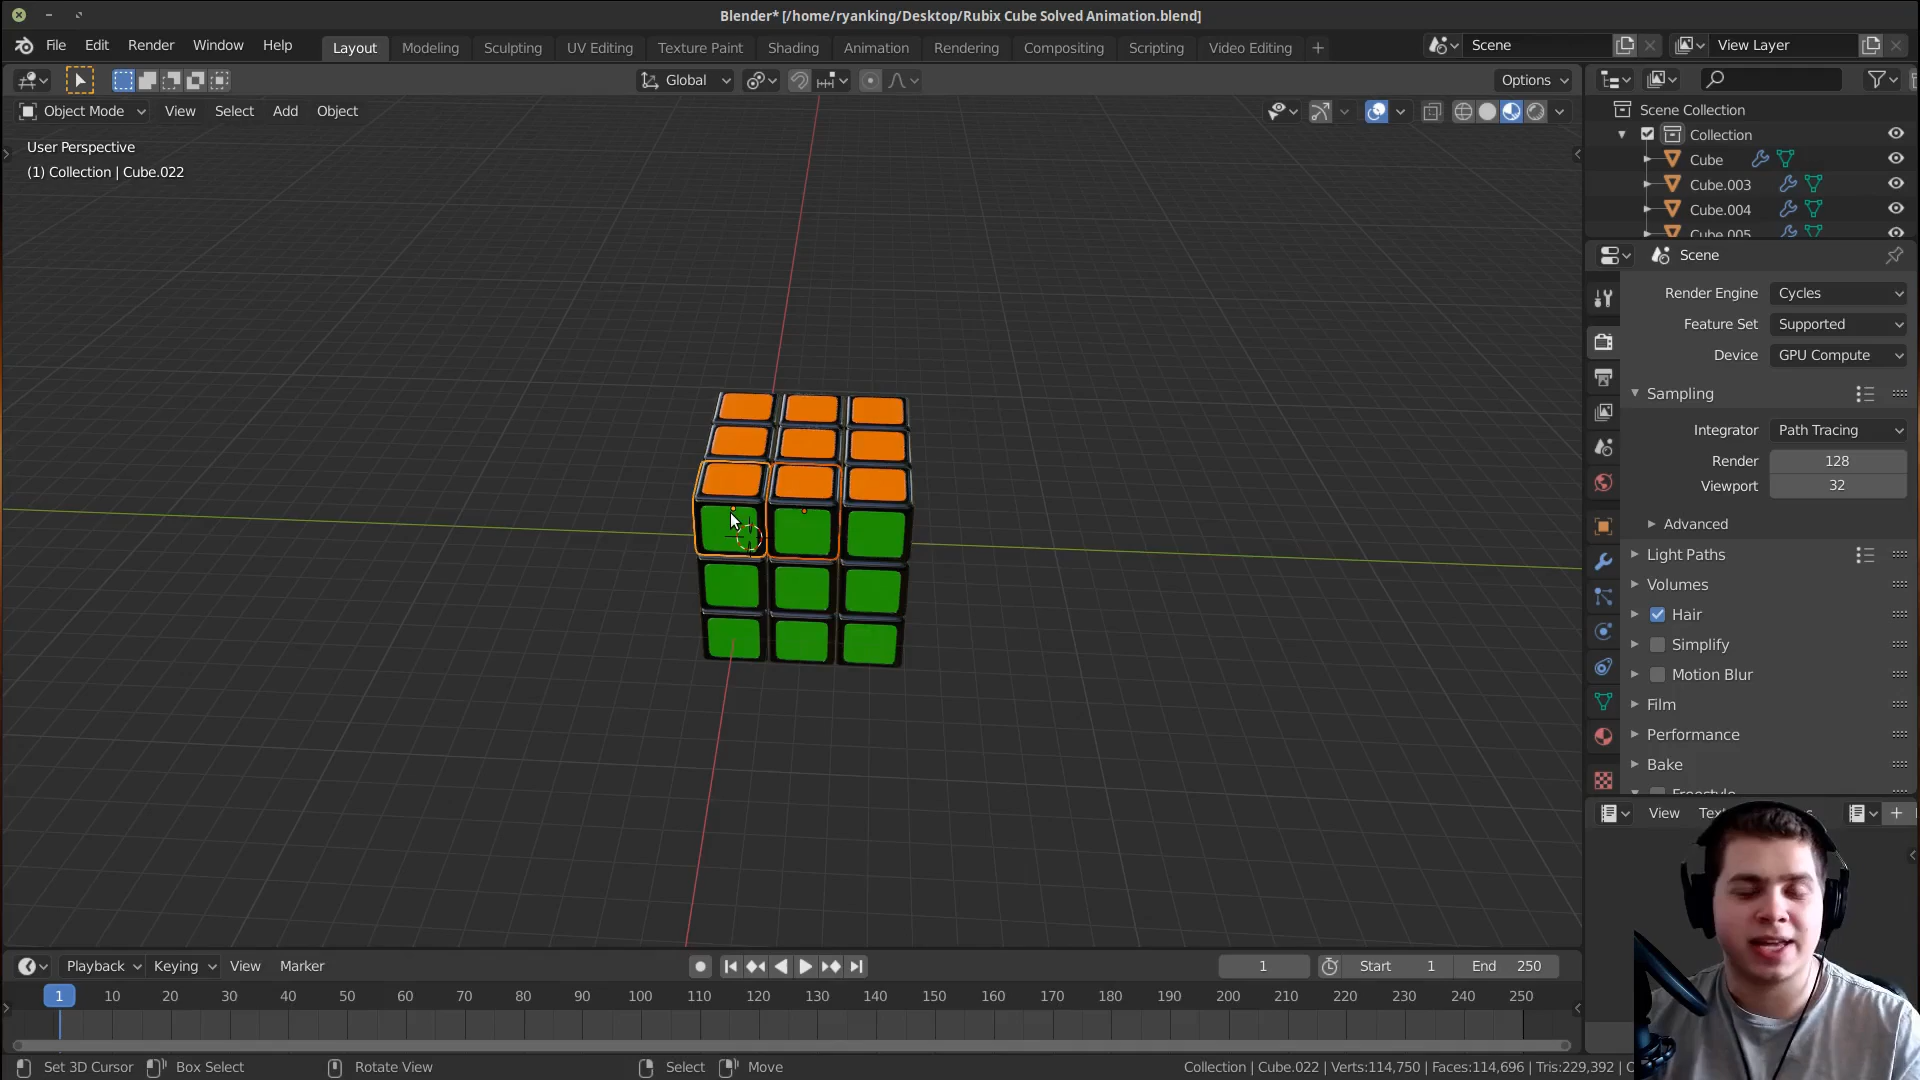 Blender* [/home/ryanking/Desktop/Rubix Cube Solved Animation.blend]
File Edit Render Window Help
Layout Modeling Sculpting UV Editing Texture Paint Shading Animation Rendering Compositing Scripting Video Editing +
Scene View Layer
Global Options
Object Mode View Select Add Object
User Perspective
(1) Collection | Cube.022
Scene Collection
Collection
Cube
Cube.003
Cube.004
Cube.005
Scene
Render Engine Cycles
Feature Set Supported
Device GPU Compute
Sampling
Integrator Path Tracing
Render 128
Viewport 32
Advanced
Light Paths
Volumes
Hair
Simplify
Motion Blur
Film
Performance
Bake
Freestyle
View
Playback Keying View Marker
1 Start 1 End 250
1 10 20 30 40 50 60 70 80 90 100 110 120 130 140 150 160 170 180 190 200 210 220 230 240 250
Set 3D Cursor Box Select Rotate View Select Move
Collection | Cube.022 | Verts:114,750 | Faces:114,696 | Tris:229,392 |